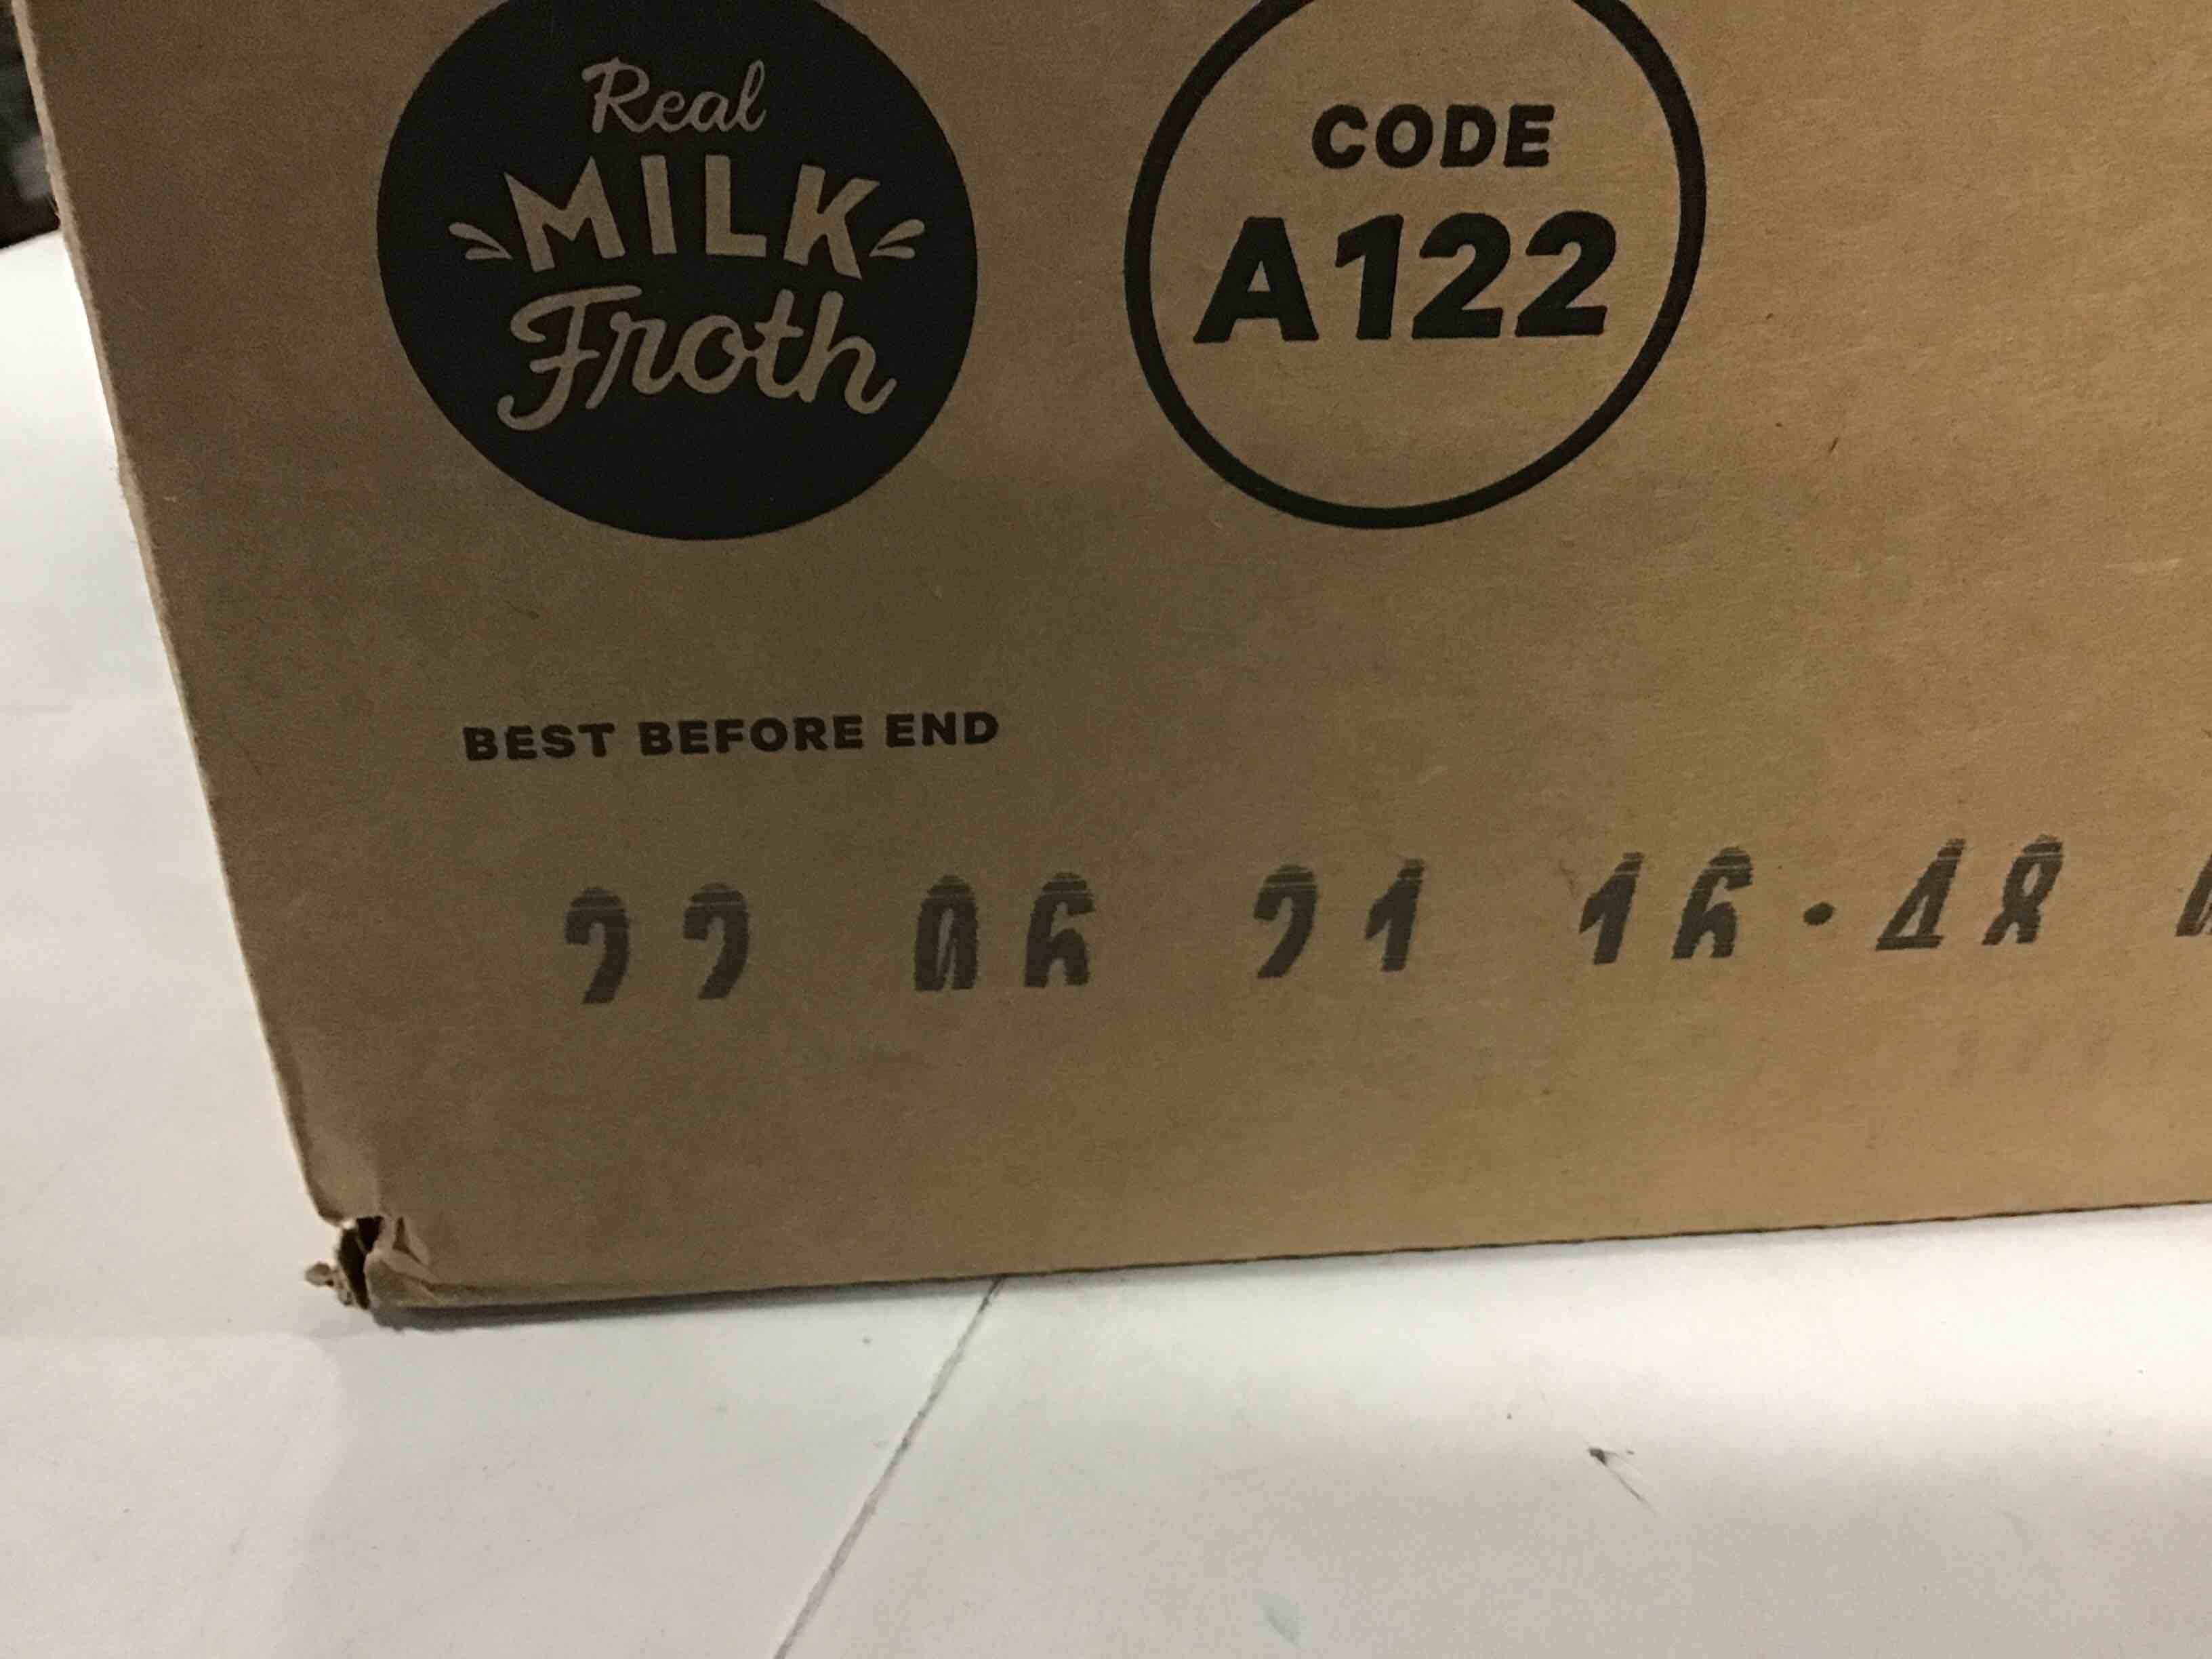 Real
MILK
Froth
CODE
A122
BEST BEFORE END
22 06 21 16:48